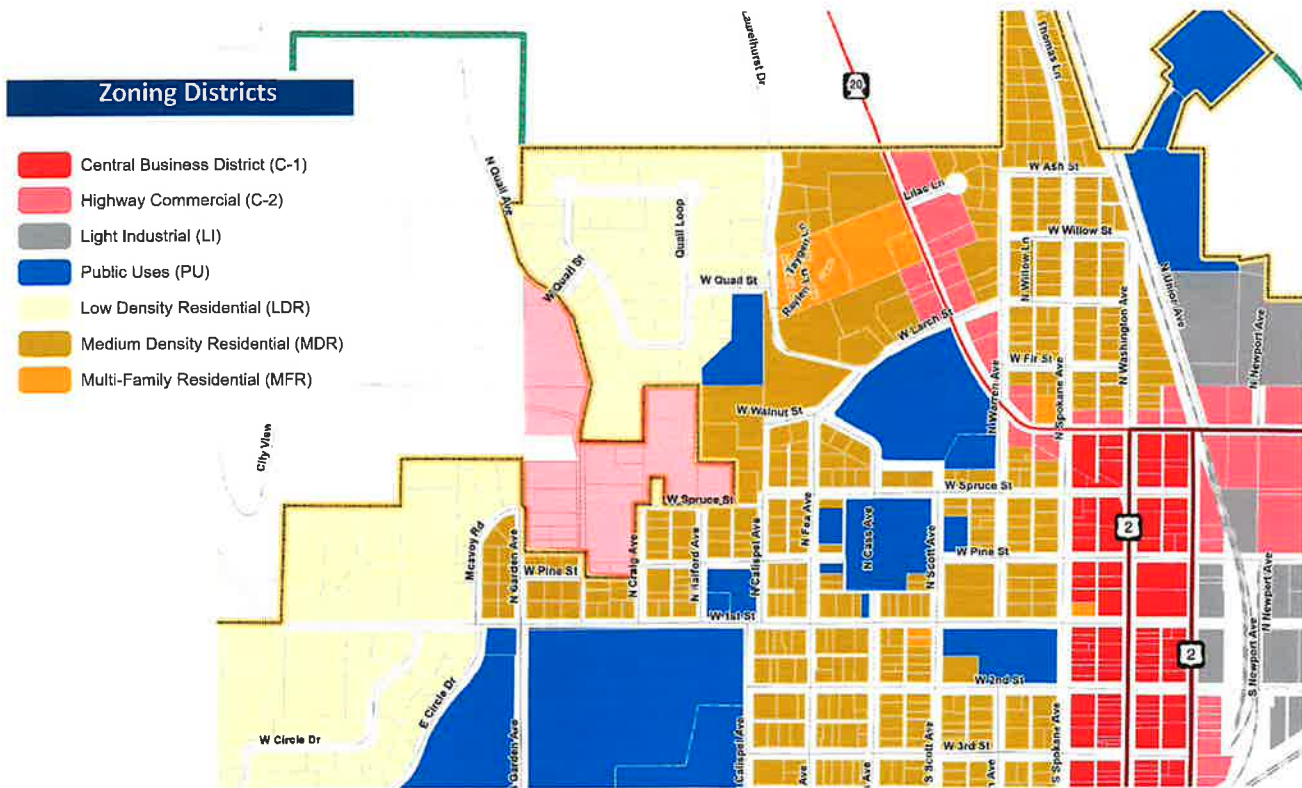 Zoning Districts
Central Business District (C-1)
Highway Commercial (C-2)
Light Industrial (LI)
Public Uses (PU)
Low Density Residential (LDR)
Medium Density Residential (MDR)
Multi-Family Residential (MFR)
Laurelhurst Dr
20
Thomas Ln
N Quail Ave
Quail Loop
W Quail St
W Quail St
Taygen Ln
Raylen Ln
Lilac Ln
W Ash St
W Willow St
N Willow Ln
N Union Ave
N Washington Ave
W Larch St
W Fir St
N Warren Ave
N Spokane Ave
N Newport Ave
W Walnut St
City View
W Spruce St
W Spruce St
Mcavoy Rd
N Garden Ave
W Pine St
N Craig Ave
N Halford Ave
N Calispel Ave
N Fea Ave
N Cass Ave
N Scott Ave
W Pine St
2
W 1st St
N Newport Ave
S Newport Ave
2
W 2nd St
E Circle Dr
W Circle Dr
Garden Ave
Calispel Ave
Ave
S Scott Ave
W 3rd St
Ave
S Spokane Ave